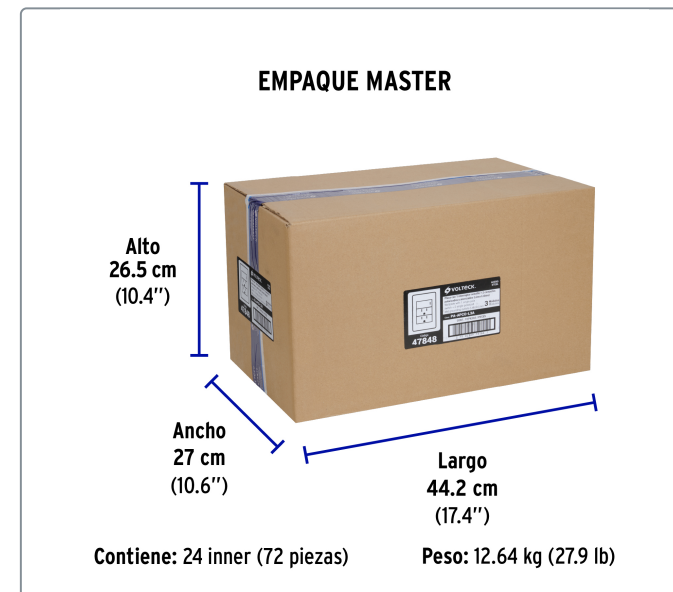 EMPAQUE MASTER
Alto
26.5 cm
(10.4”)
VOLTECK.
47848
Ancho
27 cm
(10.6”)
Largo
44.2 cm
(17.4”)
Contiene: 24 inner (72 piezas)
Peso: 12.64 kg (27.9 lb)